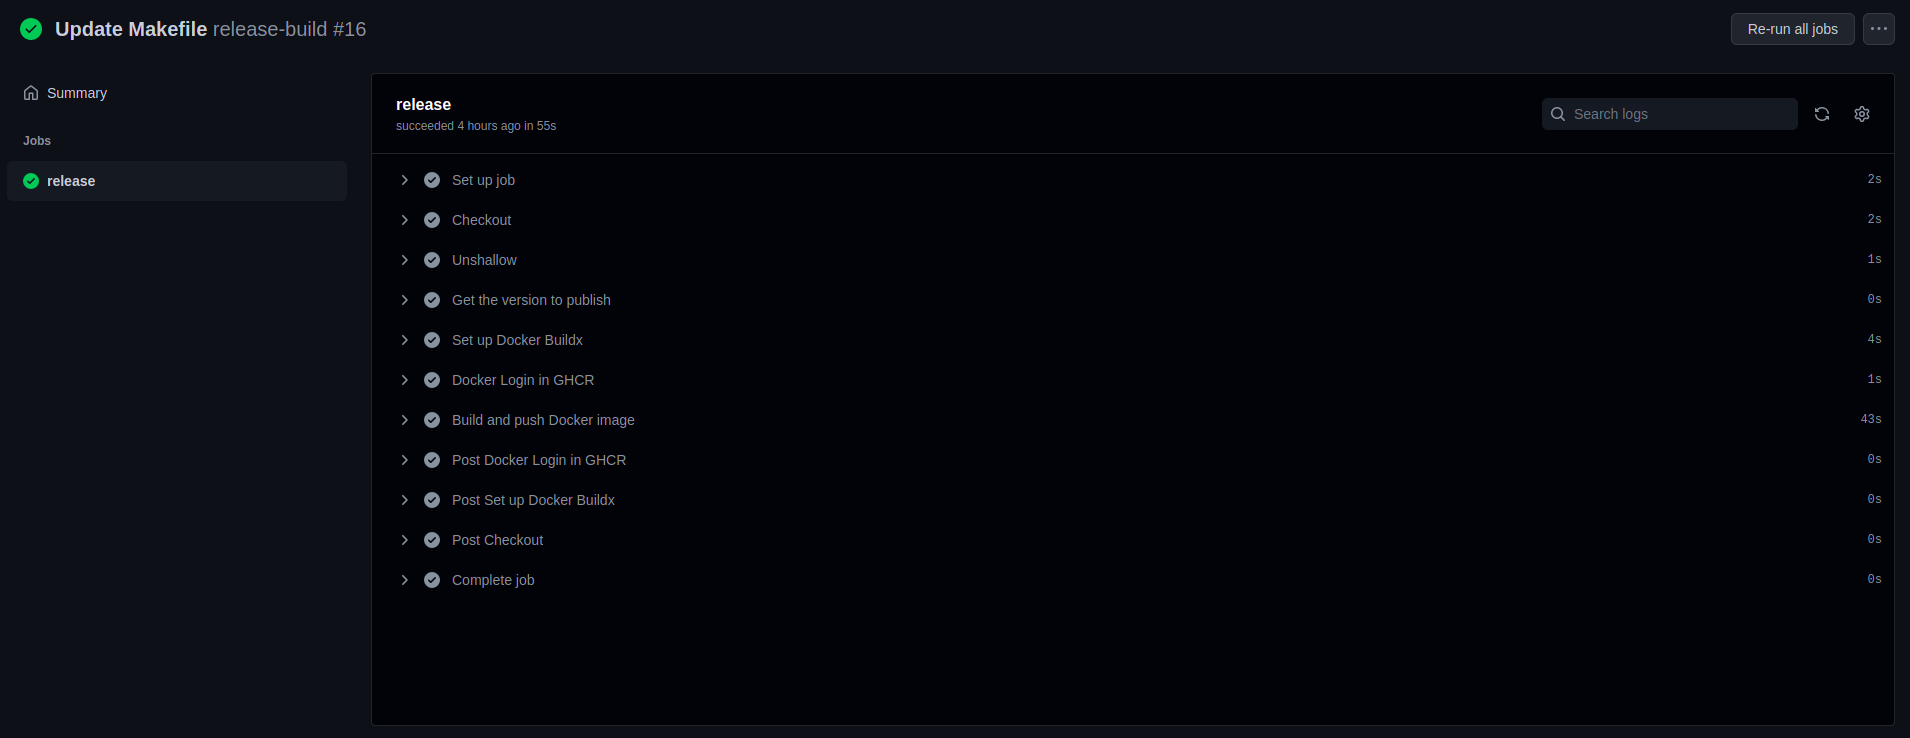 Update Makefile release-build #16
Re-run all jobs
Summary
Jobs
release
release
succeeded 4 hours ago in 55s
Search logs
Set up job 2s
Checkout 2s
Unshallow 1s
Get the version to publish 0s
Set up Docker Buildx 4s
Docker Login in GHCR 1s
Build and push Docker image 43s
Post Docker Login in GHCR 0s
Post Set up Docker Buildx 0s
Post Checkout 0s
Complete job 0s